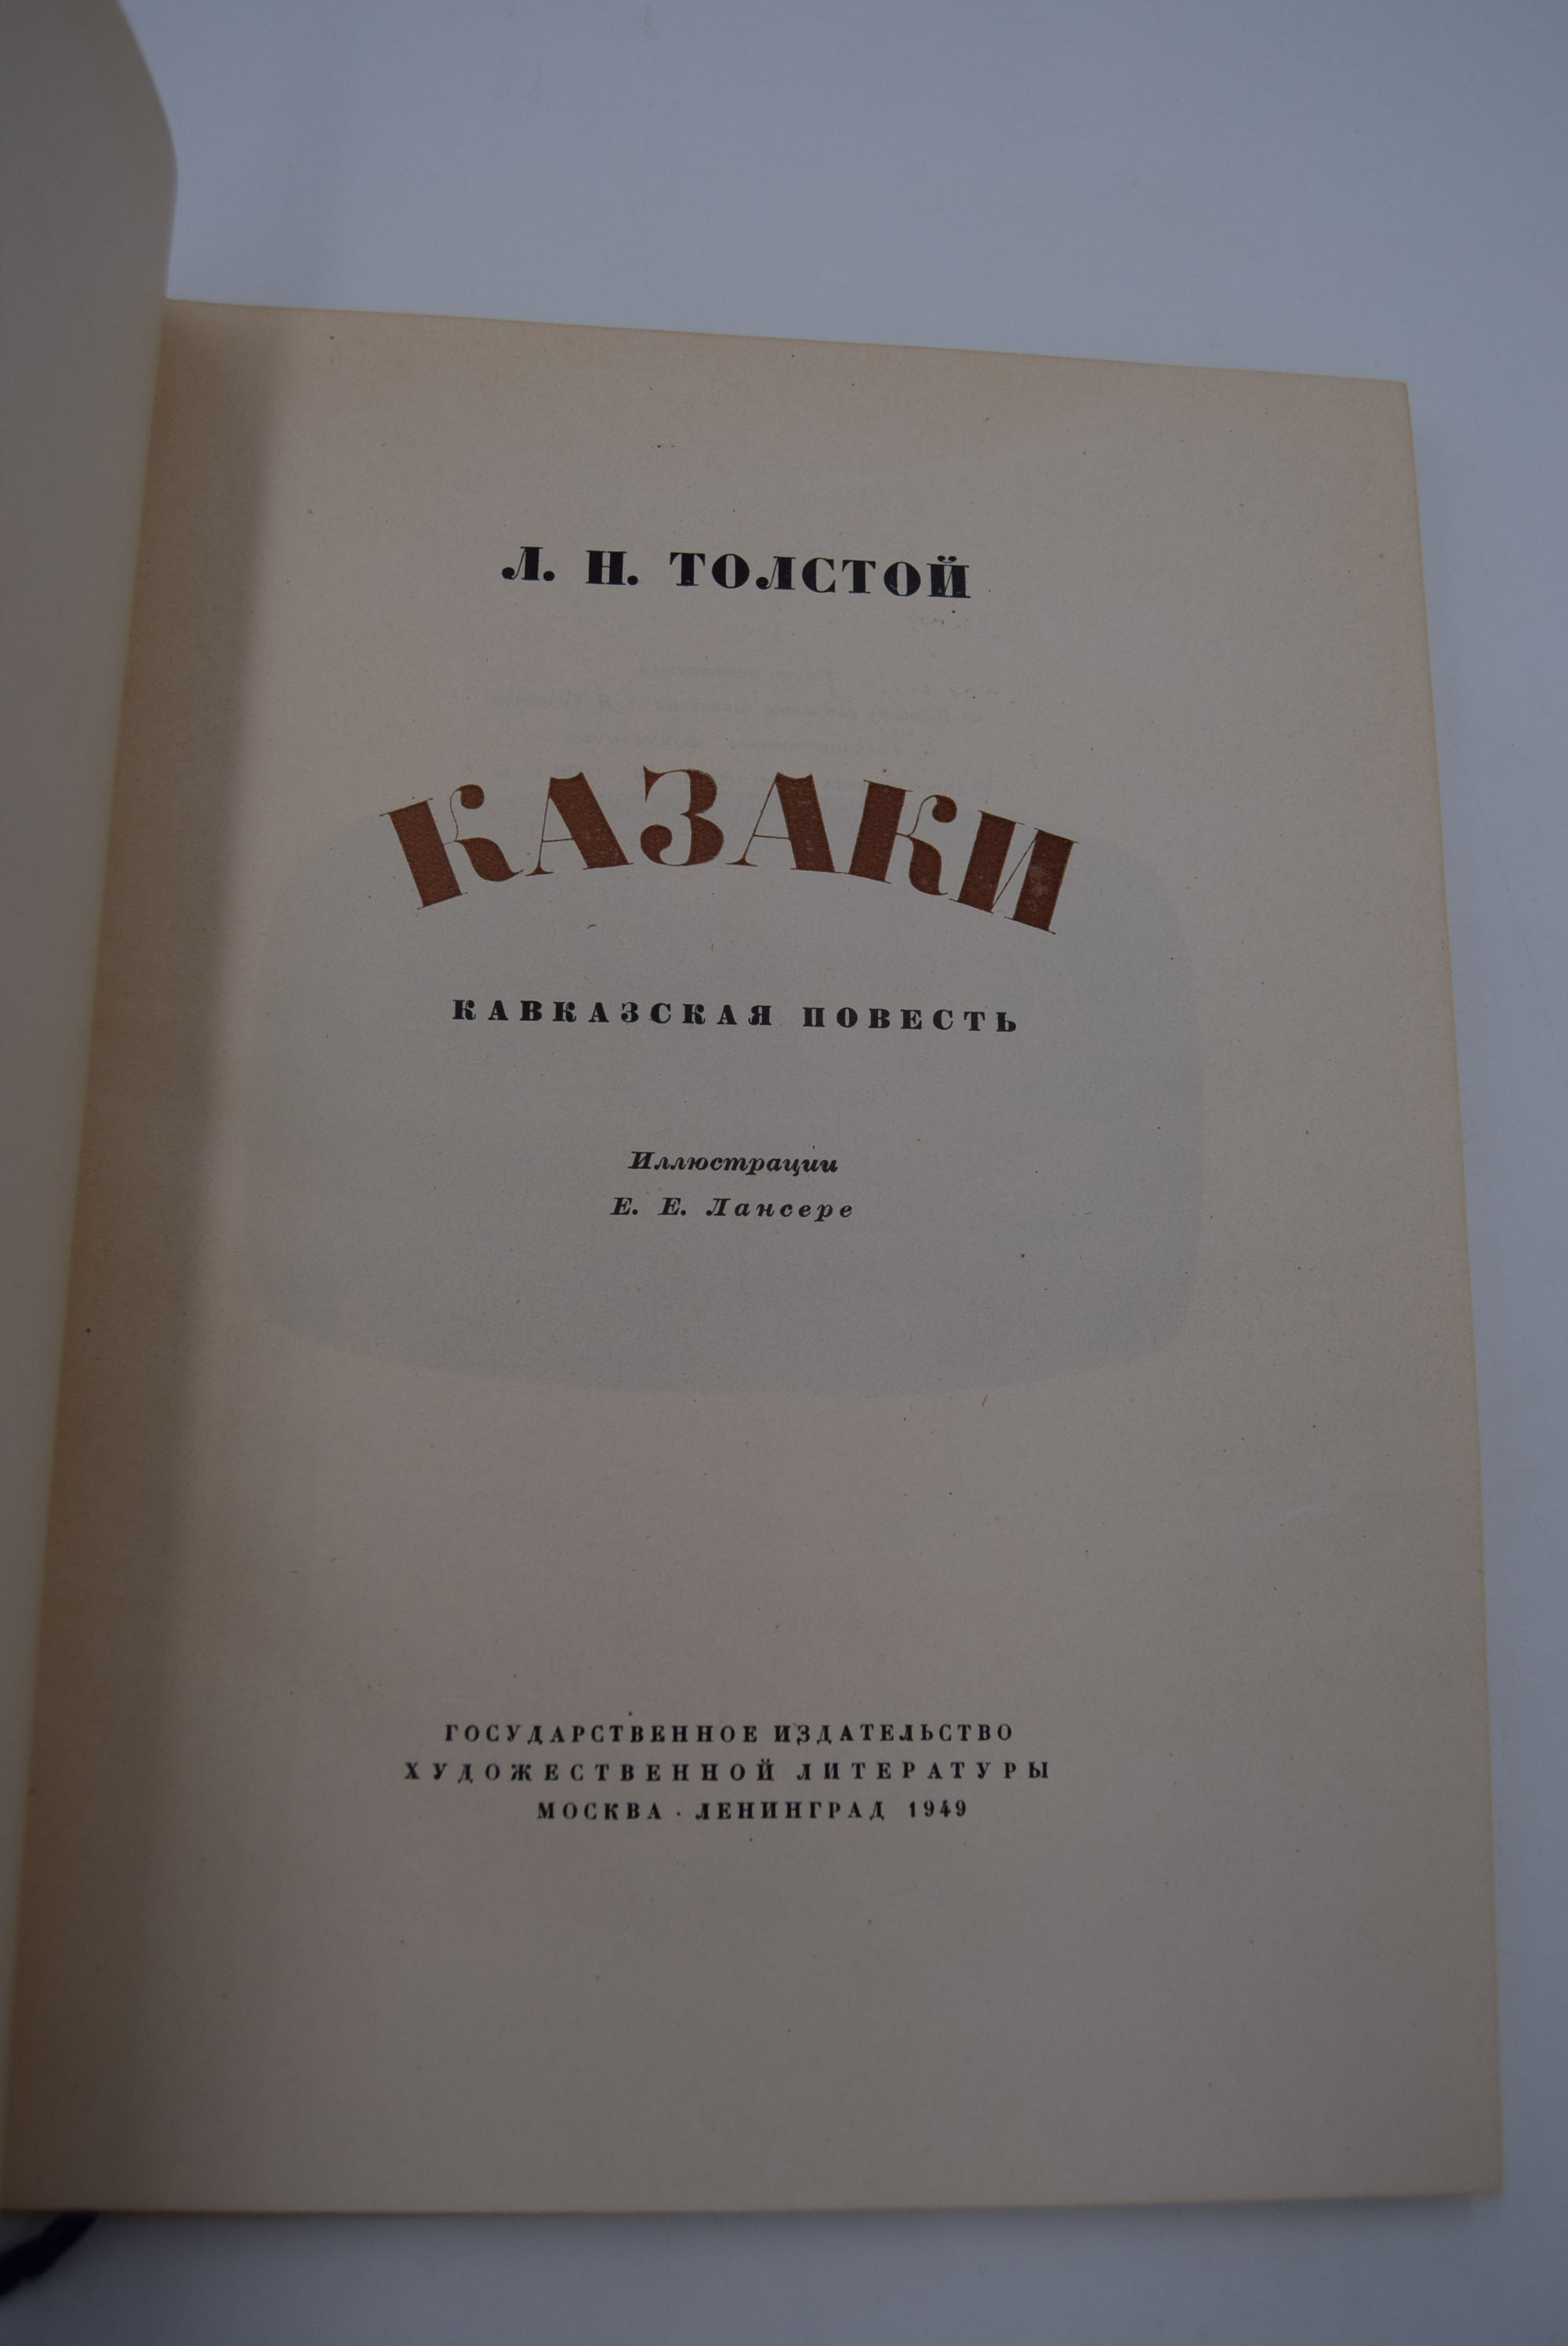 Л. Н. ТОЛСТОЙ
КАЗАКИ
КАВКАЗСКАЯ ПОВЕСТЬ
Иллюстрации
Е. Е. Лансере
ГОСУДАРСТВЕННОЕ ИЗДАТЕЛЬСТВО
ХУДОЖЕСТВЕННОЙ ЛИТЕРАТУРЫ
МОСКВА · ЛЕНИНГРАД 1949